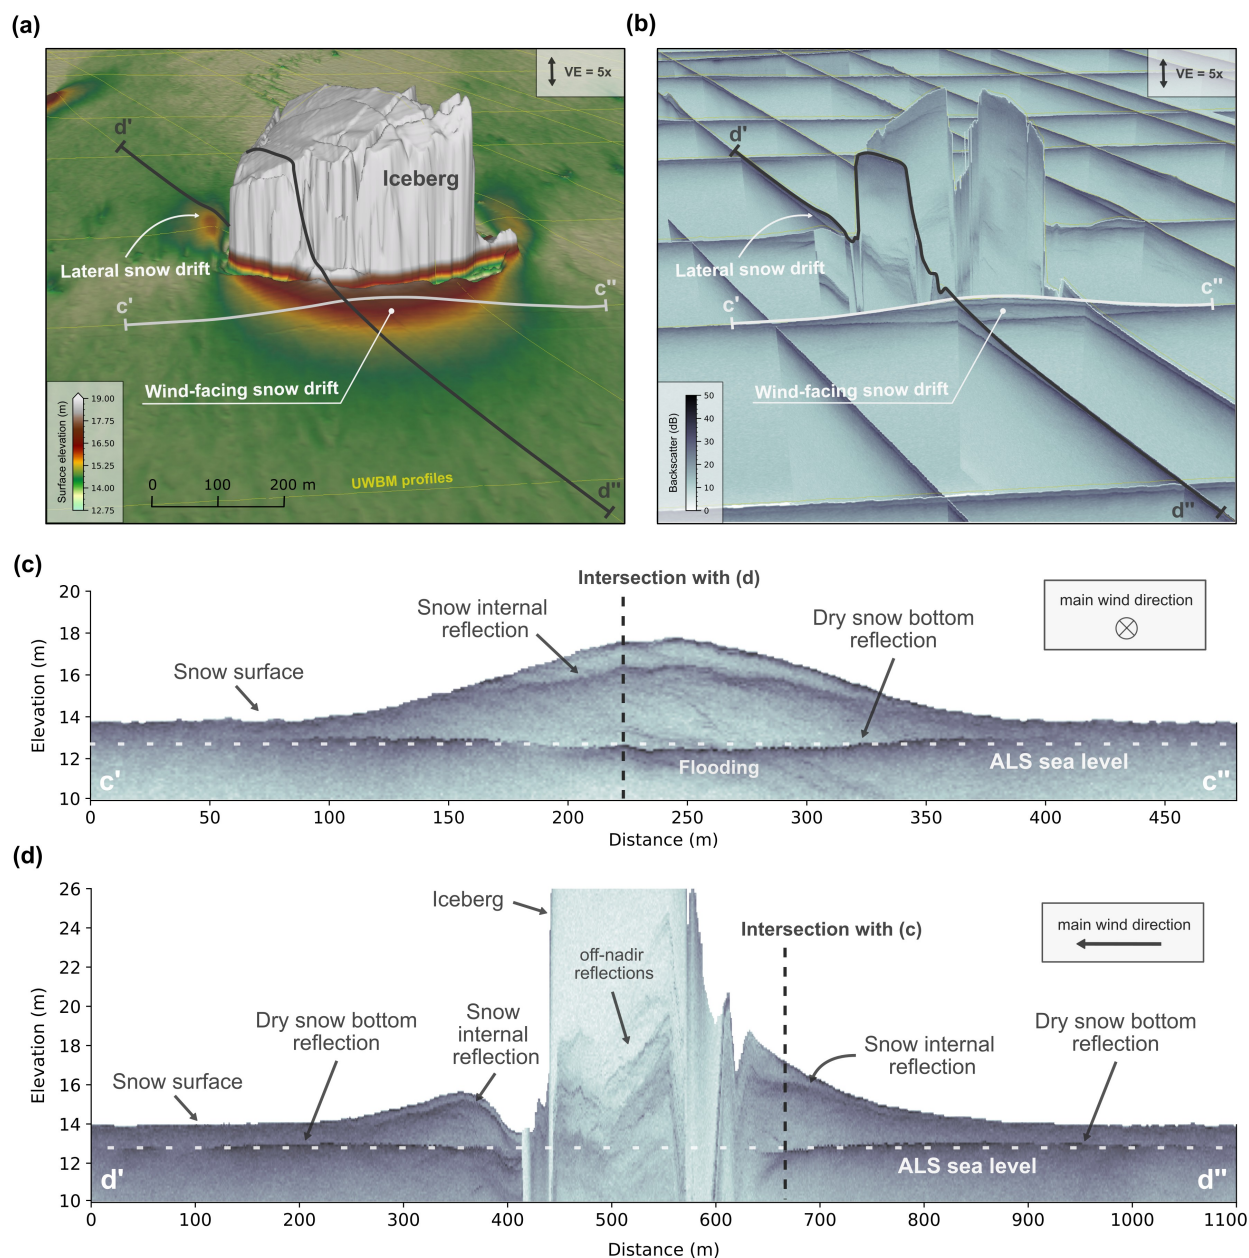 (a)
VE = 5x
d'
Iceberg
Lateral snow drift
c'
c"
Wind-facing snow drift
Surface elevation (m)
19.00
17.75
16.50
15.25
14.00
12.75
0 100 200 m
UWBM profiles
d"
(b)
VE = 5x
d'
Lateral snow drift
c'
c"
Wind-facing snow drift
Backscatter (dB)
50
40
30
20
10
0
d"
(c)
Intersection with (d)
Snow internal
reflection
Dry snow bottom
reflection
main wind direction
Snow surface
Elevation (m)
20
18
16
14
12
10
Flooding
ALS sea level
c'
c"
0 50 100 150 200 250 300 350 400 450
Distance (m)
(d)
Iceberg
Intersection with (c)
main wind direction
off-nadir
reflections
Dry snow bottom
reflection
Snow
internal
reflection
Snow internal
reflection
Dry snow bottom
reflection
Snow surface
Elevation (m)
26
24
22
20
18
16
14
12
10
ALS sea level
d'
d"
0 100 200 300 400 500 600 700 800 900 1000 1100
Distance (m)